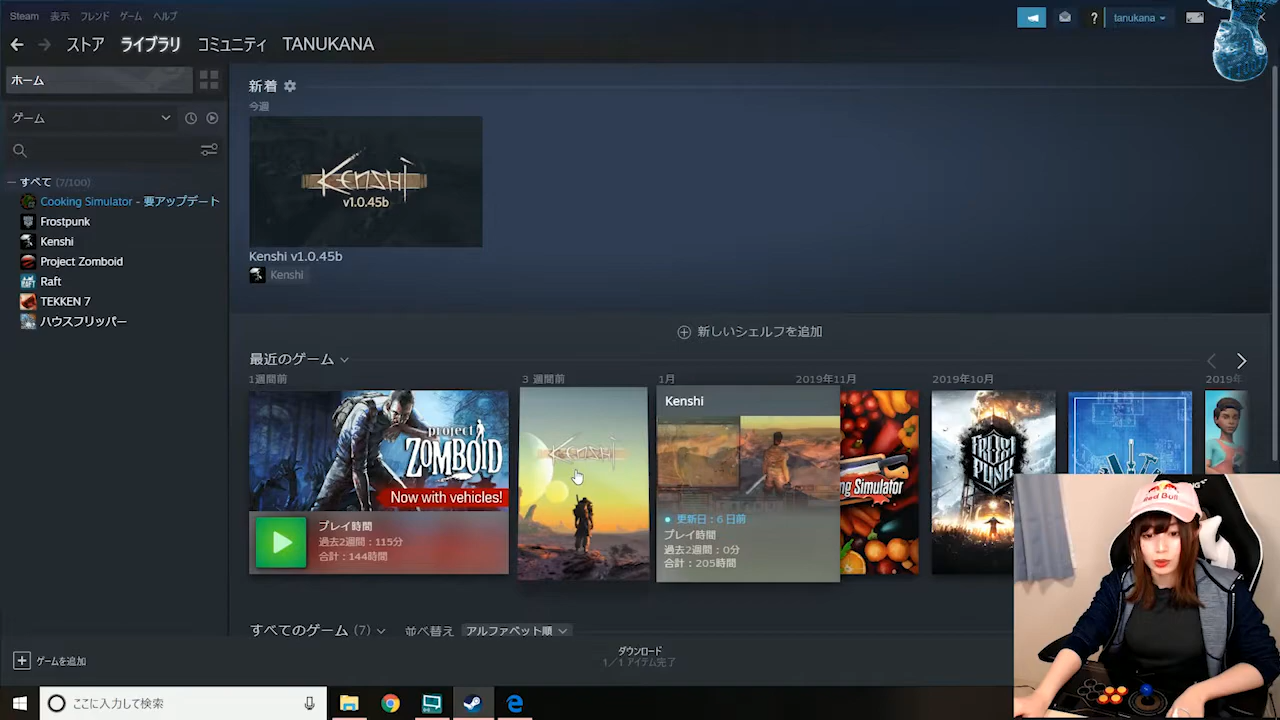 Steam 表示 フレンド ゲーム ヘルプ
? tanukana
ストア ライブラリ コミュニティ TANUKANA
ホーム
ゲーム
すべて (7/100)
Cooking Simulator - 要アップデート
Frostpunk
Kenshi
Project Zomboid
Raft
TEKKEN 7
ハウスフリッパー
新着
今週
KENSHI
v1.0.45b
Kenshi v1.0.45b
Kenshi
新しいシェルフを追加
最近のゲーム
1週間前
3 週間前
1月
2019年11月
2019年10月
2019年
project
ZOMBOID
Now with vehicles!
プレイ時間
過去2週間：115分
合計：144時間
KENSHI
Kenshi
更新日：6 日前
プレイ時間
過去2週間：0分
合計：205時間
ng Simulator
FROST
PUNK
すべてのゲーム (7) 並べ替え アルファベット順
ゲームを追加
ダウンロード
1／1 アイテム完了
ここに入力して検索
Red Bull